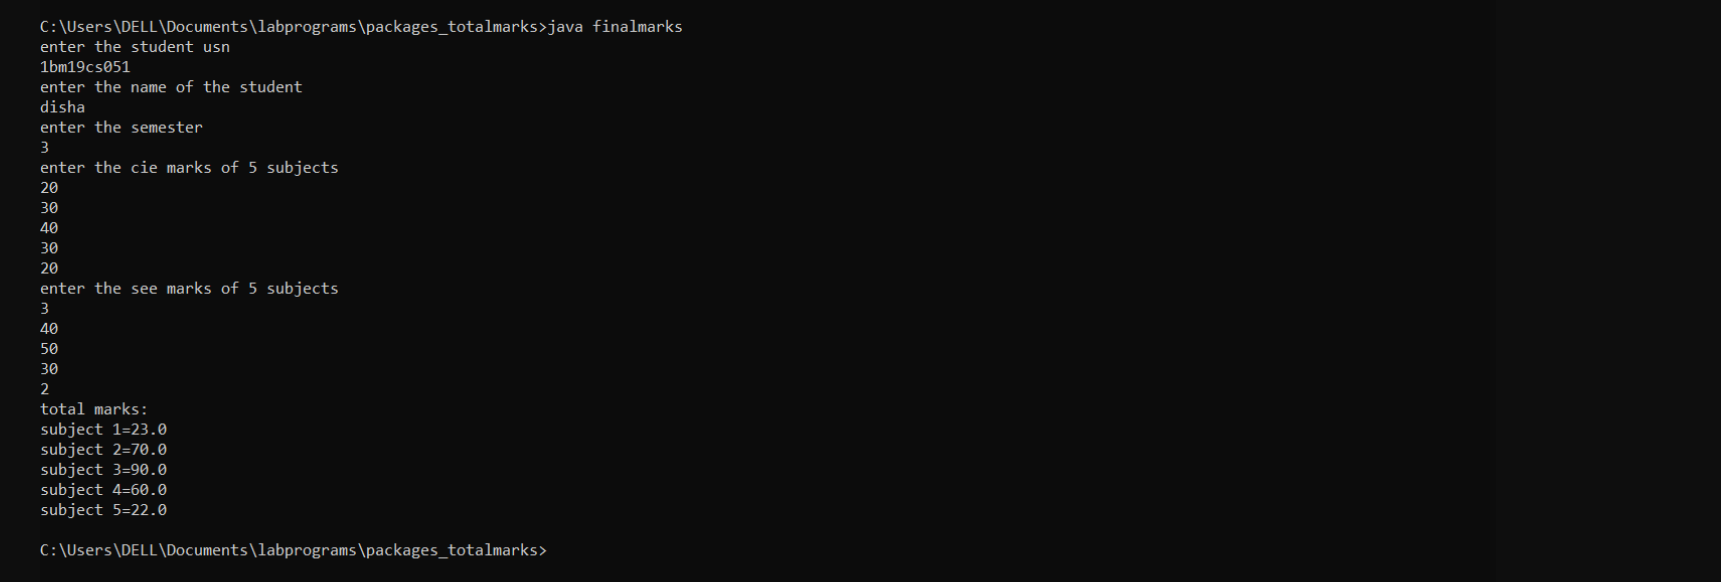 C:\Users\DELL\Documents\labprograms\packages_totalmarks>java finalmarks
enter the student usn
1bm19cs051
enter the name of the student
disha
enter the semester
3
enter the cie marks of 5 subjects
20
30
40
30
20
enter the see marks of 5 subjects
3
40
50
30
2
total marks:
subject 1=23.0
subject 2=70.0
subject 3=90.0
subject 4=60.0
subject 5=22.0
C:\Users\DELL\Documents\labprograms\packages_totalmarks>